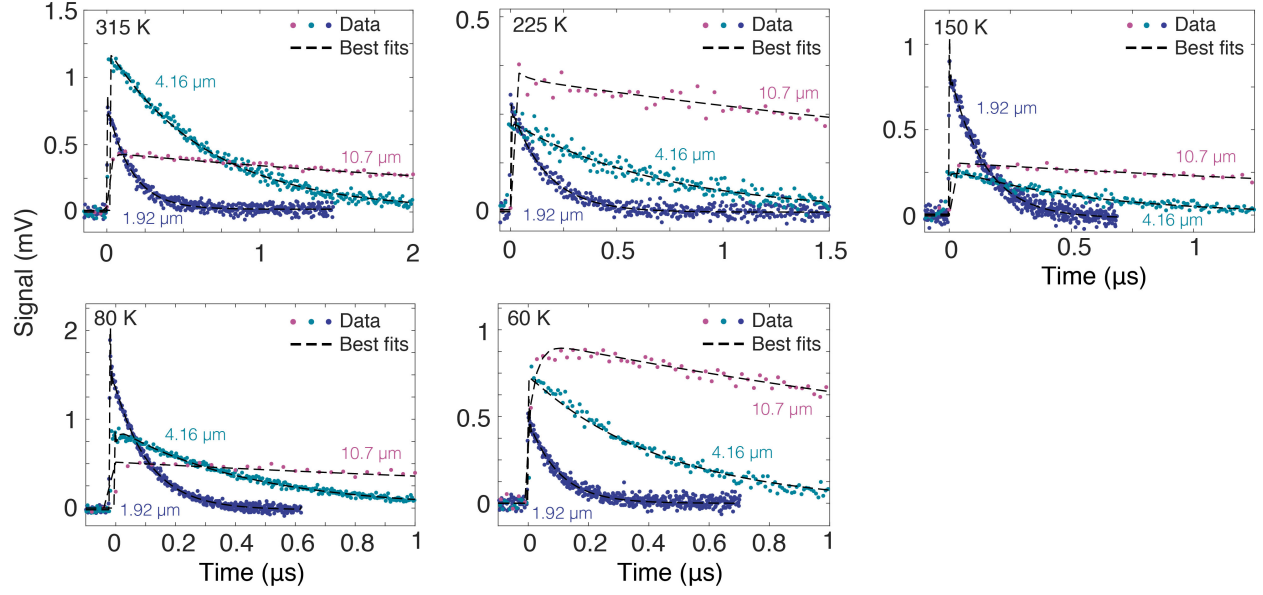 Signal (mV)
315 K
Data
Best fits
4.16 µm
10.7 µm
1.92 µm
1.5
1
0.5
0
0
1
2
225 K
Data
Best fits
10.7 µm
4.16 µm
1.92 µm
0.5
0
0
0.5
1
1.5
150 K
Data
Best fits
1.92 µm
10.7 µm
4.16 µm
1
0.5
0
0
0.5
1
Time (µs)
80 K
Data
Best fits
4.16 µm
10.7 µm
1.92 µm
2
1
0
0
0.2
0.4
0.6
0.8
1
Time (µs)
60 K
Data
Best fits
10.7 µm
4.16 µm
1.92 µm
1
0.5
0
0
0.2
0.4
0.6
0.8
1
Time (µs)